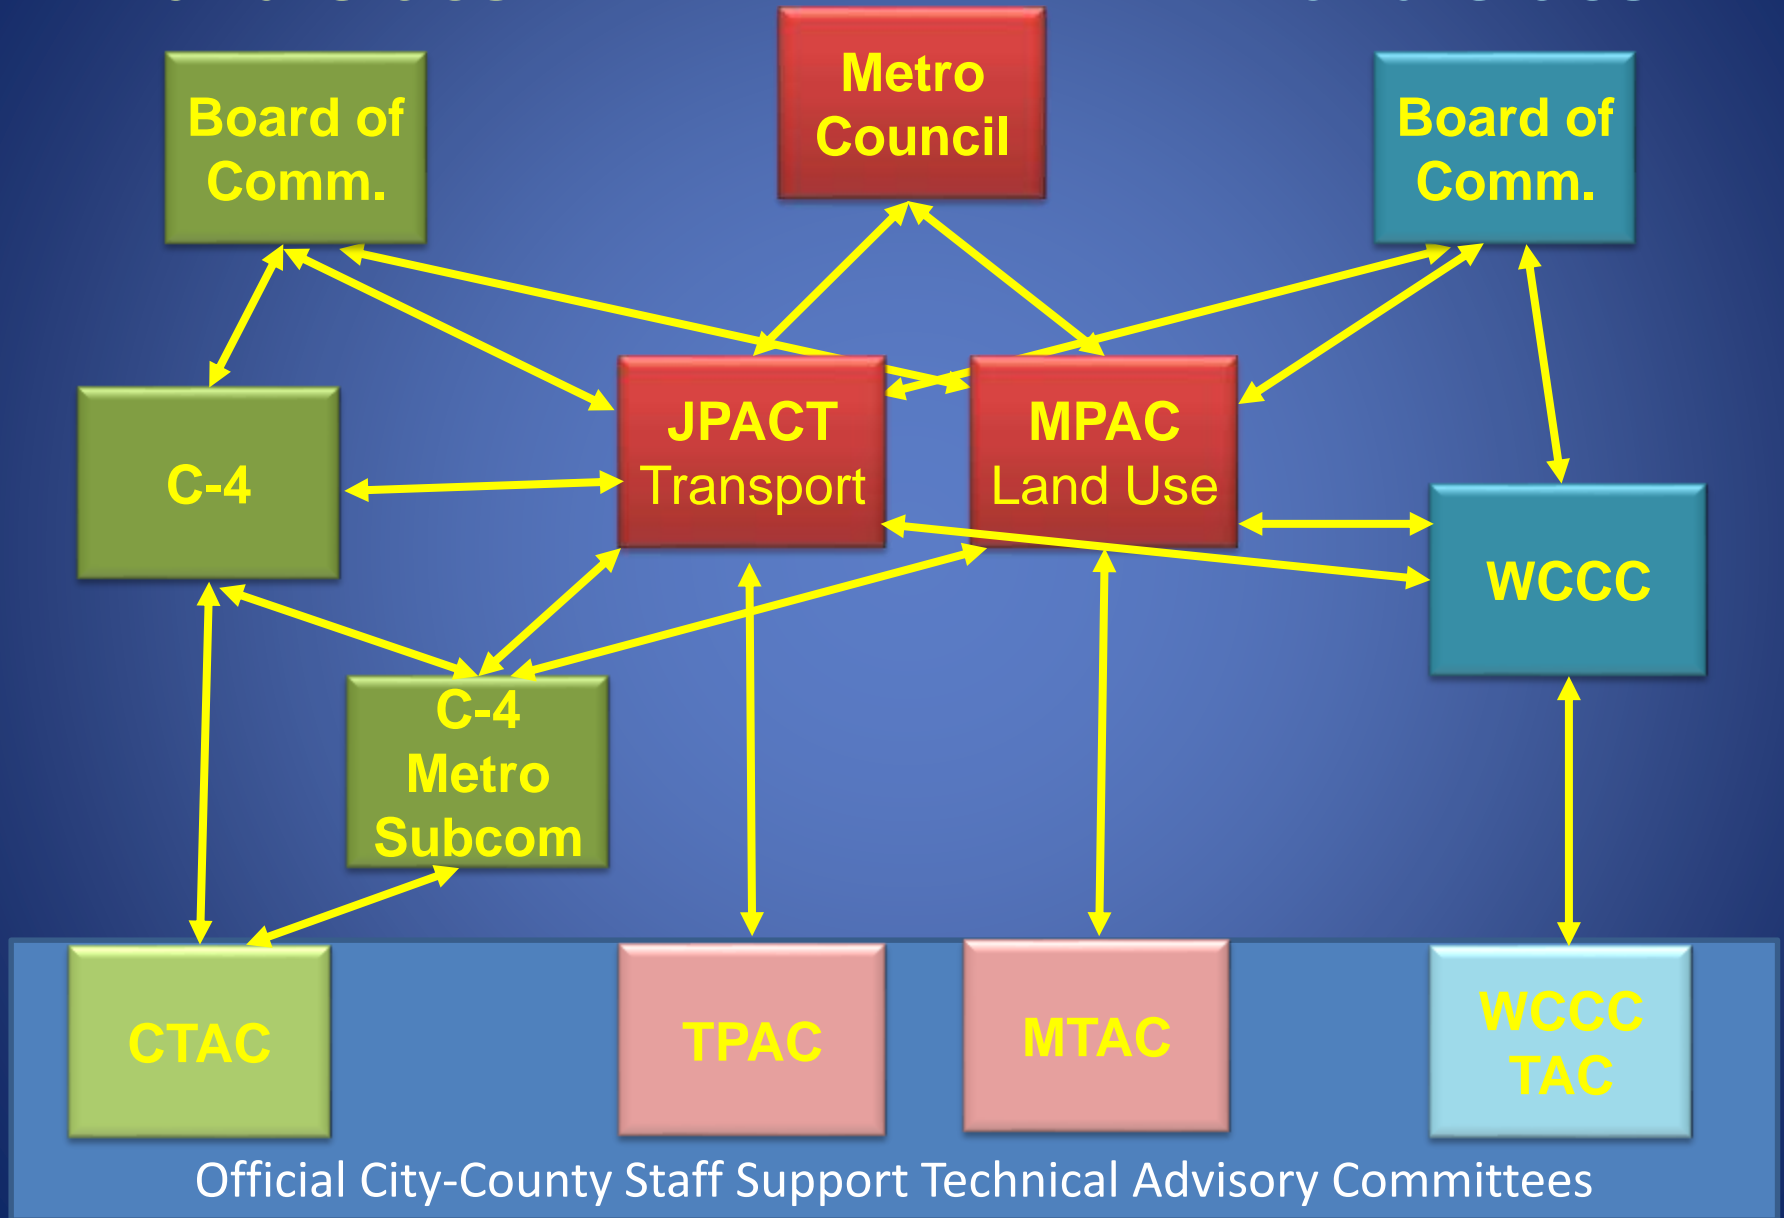 Board of
Comm.
Metro
Council
Board of
Comm.
C-4
JPACT
Transport
MPAC
Land Use
WCCC
C-4
Metro
Subcom
CTAC
TPAC
MTAC
WCCC
TAC
Official City-County Staff Support Technical Advisory Committees